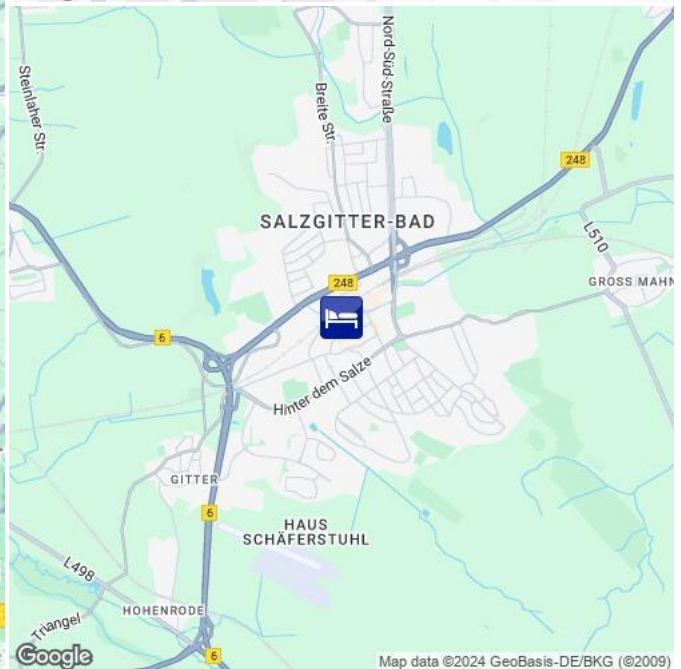 Steinlaher Str.
Breite Str.
Nord-Süd-Straße
248
SALZGITTER-BAD
L510
248
GROSS MAHN
6
Hinter dem Salze
GITTER
6
HAUS
SCHÄFERSTUHL
L498
HOHENRODE
Triangel
6
Google
Map data ©2024 GeoBasis-DE/BKG (©2009)